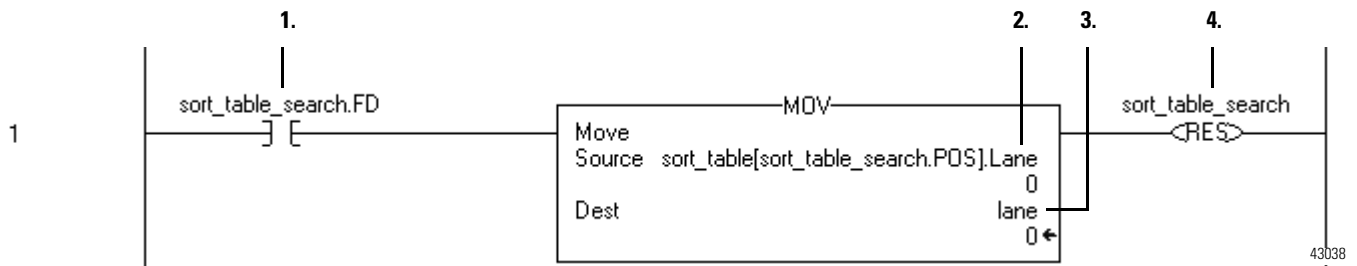 1.
2.
3.
4.
sort_table_search.FD
MOV
sort_table_search
1
Move
RES
Source sort_table[sort_table_search.POS].Lane
0
Dest lane
0
43038